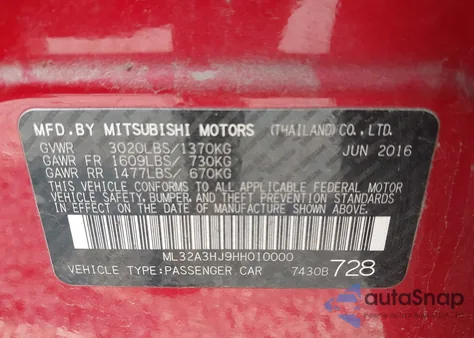 MFD. BY MITSUBISHI MOTORS (THAILAND) CO., LTD.
GVWR 3020LBS/1370KG JUN 2016
GAWR FR 1609LBS/ 730KG
GAWR RR 1477LBS/ 670KG
THIS VEHICLE CONFORMS TO ALL APPLICABLE FEDERAL MOTOR
VEHICLE SAFETY, BUMPER, AND THEFT PREVENTION STANDARDS
IN EFFECT ON THE DATE OF MANUFACTURE SHOWN ABOVE.
ML32A3HJ9HH010000
VEHICLE TYPE:PASSENGER CAR 7430B 728
autoSnap